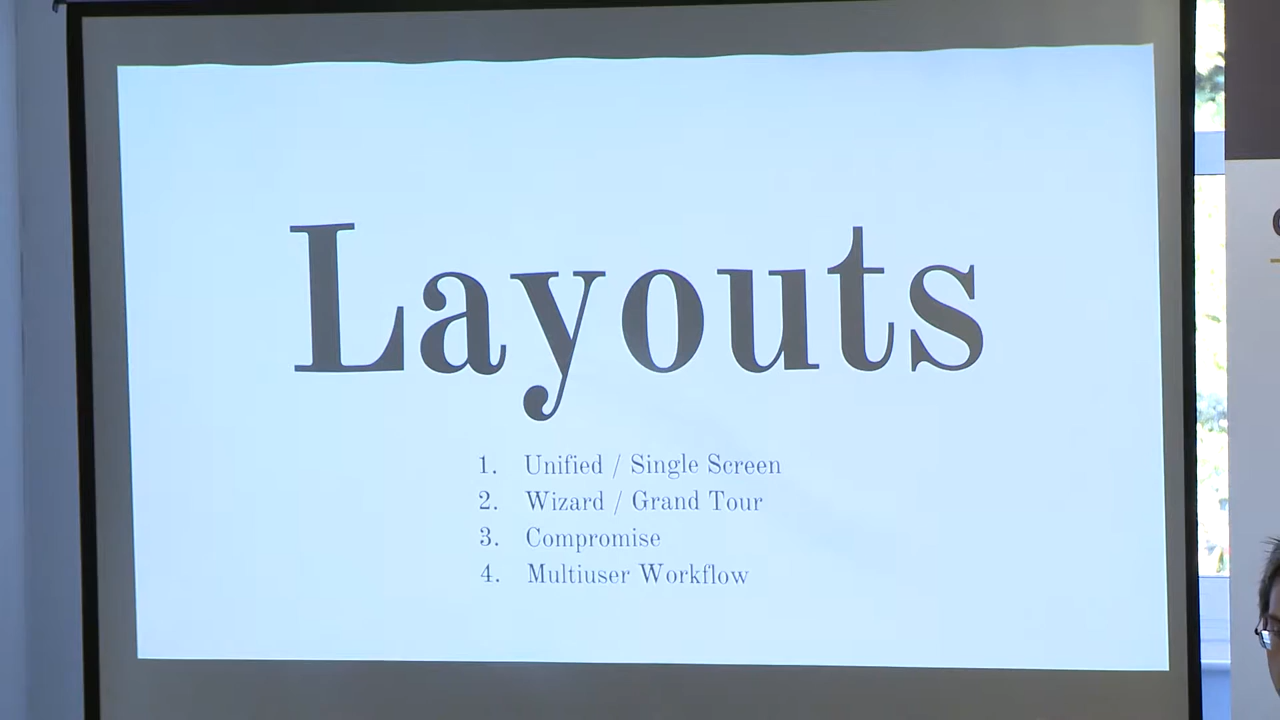 Layouts
1. Unified / Single Screen
2. Wizard / Grand Tour
3. Compromise
4. Multiuser Workflow